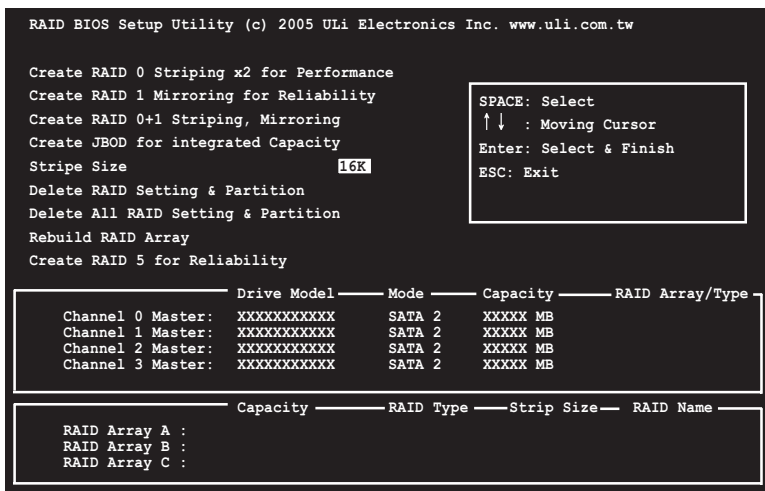 RAID BIOS Setup Utility (c) 2005 ULi Electronics Inc. www.uli.com.tw
Create RAID 0 Striping x2 for Performance
Create RAID 1 Mirroring for Reliability
Create RAID 0+1 Striping, Mirroring
Create JBOD for integrated Capacity
Stripe Size 16K
Delete RAID Setting & Partition
Delete All RAID Setting & Partition
Rebuild RAID Array
Create RAID 5 for Reliability
SPACE: Select
↑↓ : Moving Cursor
Enter: Select & Finish
ESC: Exit
Drive Model Mode Capacity RAID Array/Type
Channel 0 Master: XXXXXXXXXXX SATA 2 XXXXX MB
Channel 1 Master: XXXXXXXXXXX SATA 2 XXXXX MB
Channel 2 Master: XXXXXXXXXXX SATA 2 XXXXX MB
Channel 3 Master: XXXXXXXXXXX SATA 2 XXXXX MB
Capacity RAID Type Strip Size RAID Name
RAID Array A :
RAID Array B :
RAID Array C :